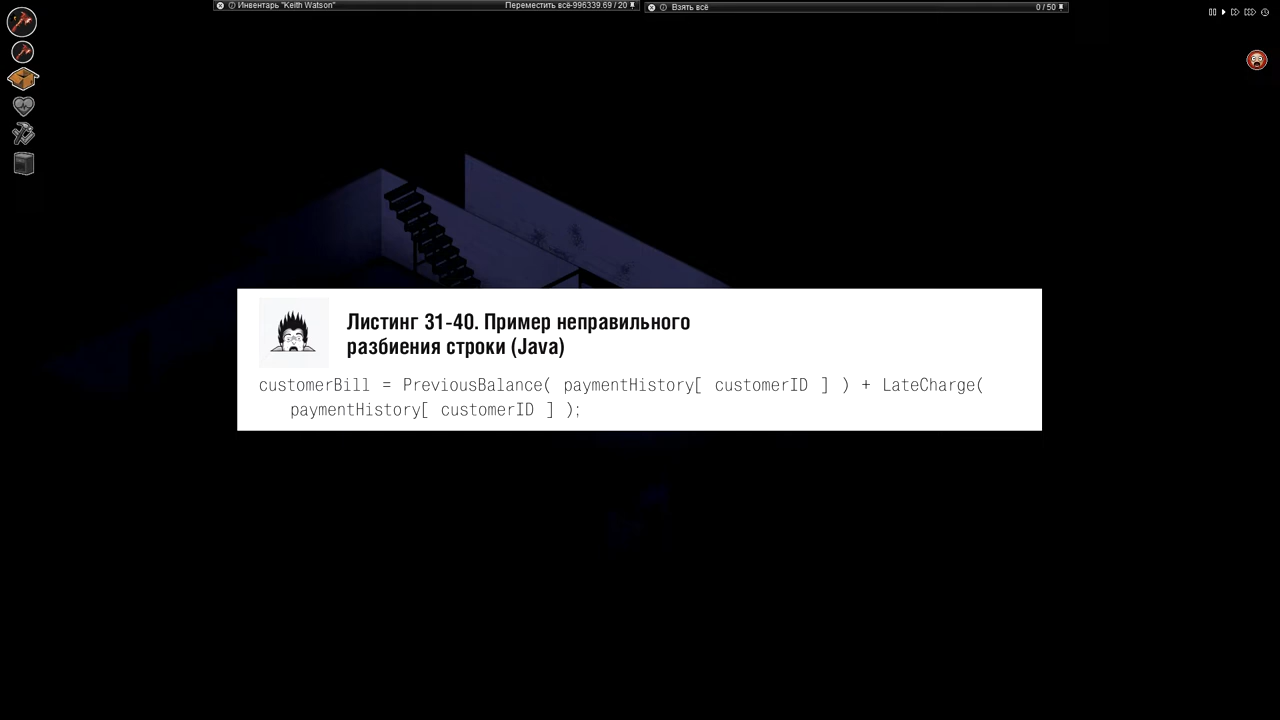 Инвентарь "Keith Watson"
Переместить всё-996339.69 / 20
Взять всё
0 / 50
Листинг 31-40. Пример неправильного
разбиения строки (Java)
customerBill = PreviousBalance( paymentHistory[ customerID ] ) + LateCharge(
paymentHistory[ customerID ] );